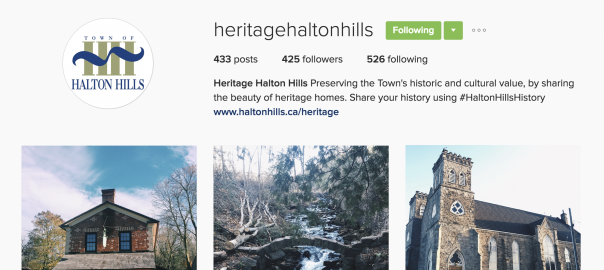 heritagehaltonhills Following
433 posts 425 followers 526 following
Heritage Halton Hills Preserving the Town's historic and cultural value, by sharing
the beauty of heritage homes. Share your history using #HaltonHillsHistory
www.haltonhills.ca/heritage
TOWN OF
HALTON HILLS